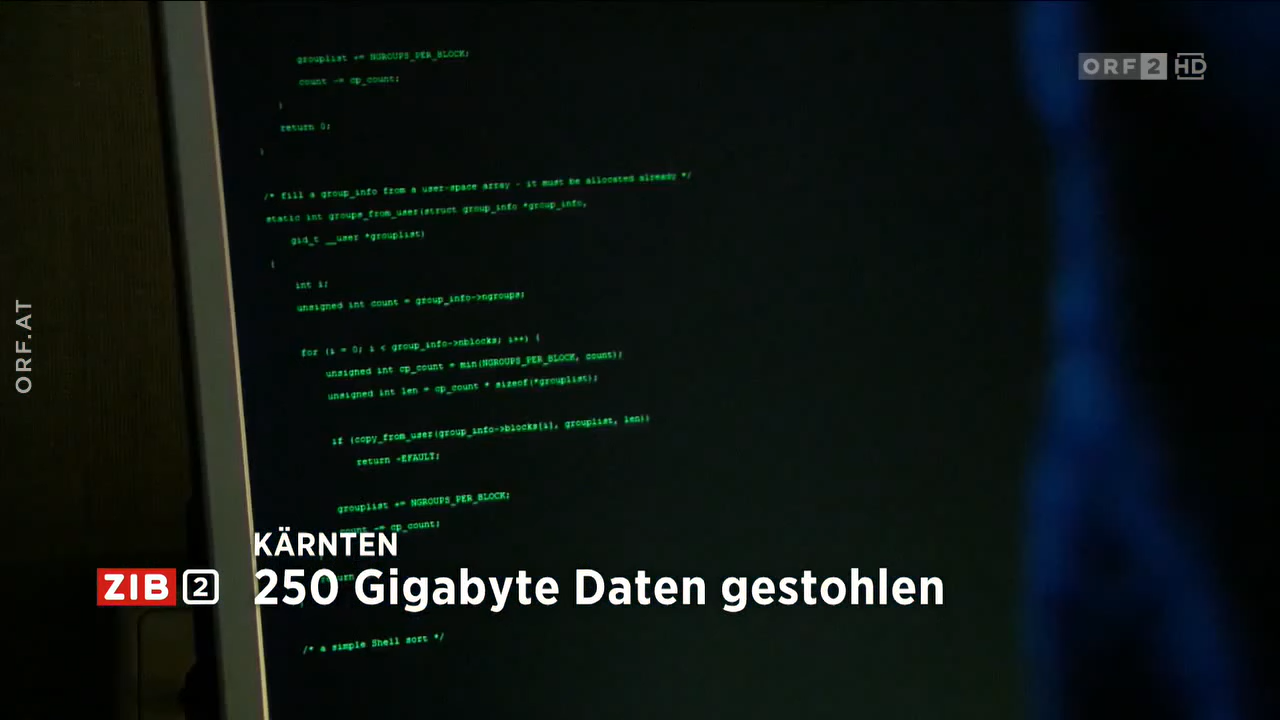 grouplist += NGROUPS_PER_BLOCK;
count -= cp_count;
}
return 0;
}
/* fill a group_info from a user-space array - it must be allocated already */
static int groups_from_user(struct group_info *group_info,
gid_t __user *grouplist)
{
int i;
unsigned int count = group_info->ngroups;
for (i = 0; i < group_info->nblocks; i++) {
unsigned int cp_count = min(NGROUPS_PER_BLOCK, count);
unsigned int len = cp_count * sizeof(*grouplist);
if (copy_from_user(group_info->blocks[i], grouplist, len))
return -EFAULT;
grouplist += NGROUPS_PER_BLOCK;
count -= cp_count;
/* a simple Shell sort */
ORF 2 HD
ORF.AT
KÄRNTEN
ZIB 2
250 Gigabyte Daten gestohlen